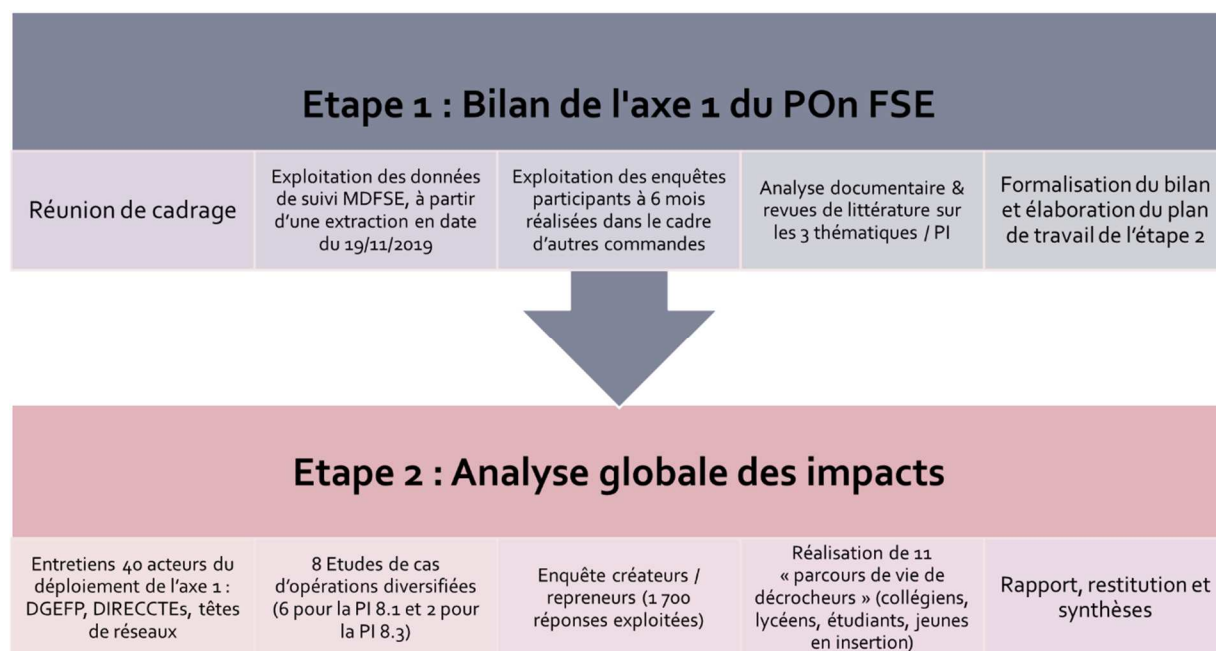 Etape 1 : Bilan de l'axe 1 du POn FSE
Réunion de cadrage
Exploitation des données
de suivi MDFSE, à partir
d'une extraction en date
du 19/11/2019
Exploitation des enquêtes
participants à 6 mois
réalisées dans le cadre
d'autres commandes
Analyse documentaire &
revues de littérature sur
les 3 thématiques / PI
Formalisation du bilan
et élaboration du plan
de travail de l'étape 2
Etape 2 : Analyse globale des impacts
Entretiens 40 acteurs du
déploiement de l'axe 1 :
DGEFP, DIRECCTEs, têtes
de réseaux
8 Etudes de cas
d'opérations diversifiées
(6 pour la PI 8.1 et 2 pour
la PI 8.3)
Enquête créateurs /
repreneurs (1 700
réponses exploitées)
Réalisation de 11
« parcours de vie de
décrocheurs » (collégiens,
lycéens, étudiants, jeunes
en insertion)
Rapport, restitution et
synthèses